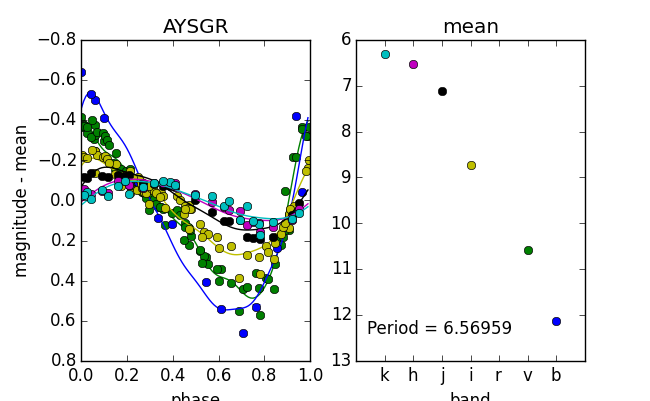 AYSGR
mean
magnitude - mean
−0.8
−0.6
−0.4
−0.2
0.0
0.2
0.4
0.6
0.8
0.0 0.2 0.4 0.6 0.8 1.0
phase
6
7
8
9
10
11
12
13
Period = 6.56959
k h j i r v b
band